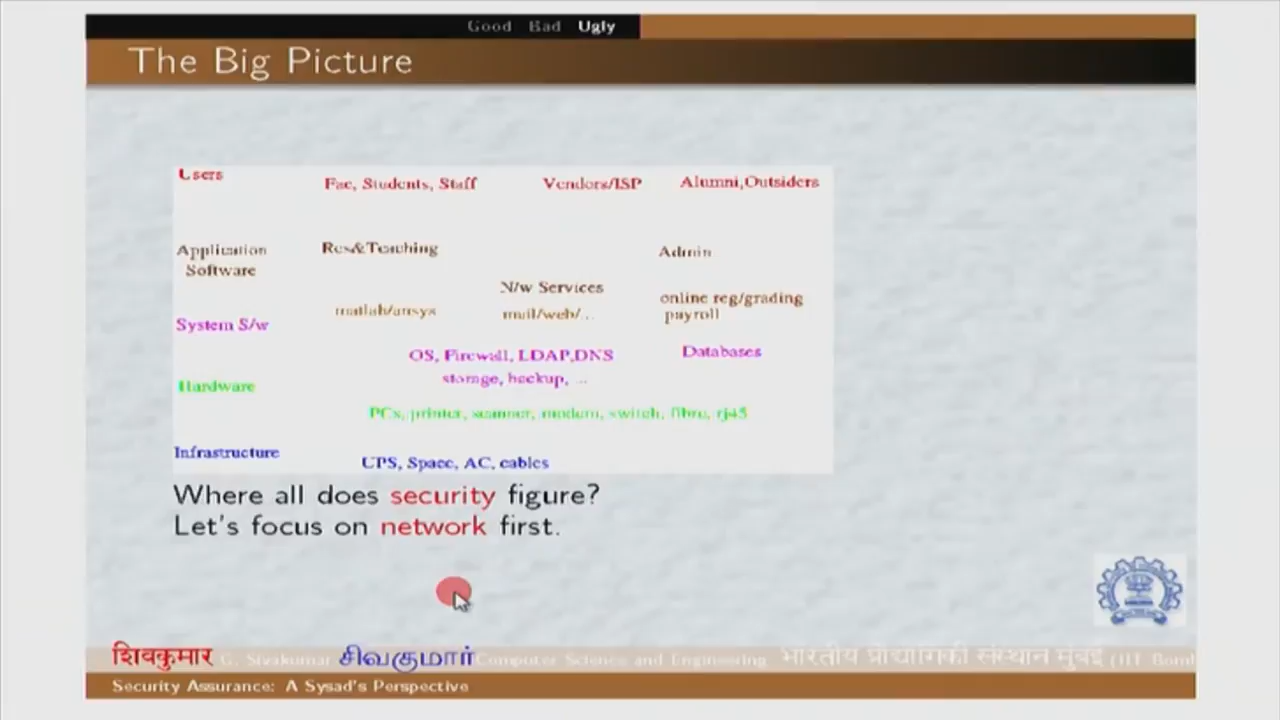 Good Bad Ugly
The Big Picture
Users
Fac, Students, Staff Vendors/ISP Alumni,Outsiders
Application Software
Res&Teaching Admin
N/w Services
matlab/ansys mail/web/... online reg/grading payroll
System S/w
OS, Firewall, LDAP,DNS Databases
storage, backup, ...
Hardware
PCs, printer, scanner, modem, switch, fibre, rj45
Infrastructure
UPS, Space, AC, cables
Where all does security figure?
Let's focus on network first.
शिवकुमार G. Sivakumar சிவகுமார் Computer Science and Engineering भारतीय प्रौद्योगिकी संस्थान मुंबई (IIT Bom
Security Assurance: A Sysad's Perspective